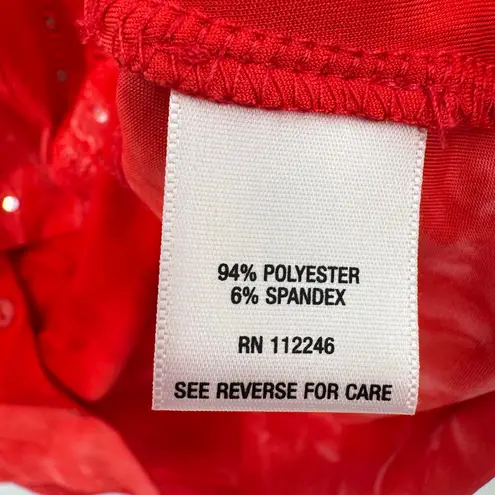 94% POLYESTER
6% SPANDEX
RN 112246
SEE REVERSE FOR CARE